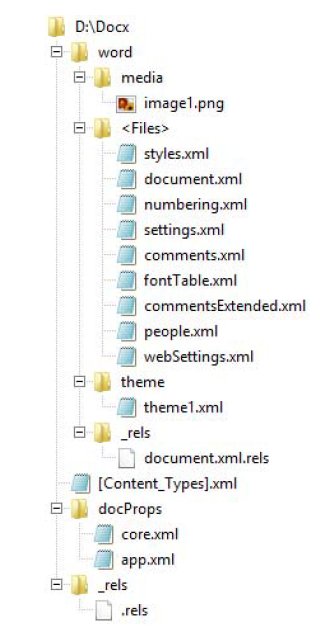 D:\Docx
word
media
image1.png
<Files>
styles.xml
document.xml
numbering.xml
settings.xml
comments.xml
fontTable.xml
commentsExtended.xml
people.xml
webSettings.xml
theme
theme1.xml
_rels
document.xml.rels
[Content_Types].xml
docProps
core.xml
app.xml
_rels
.rels